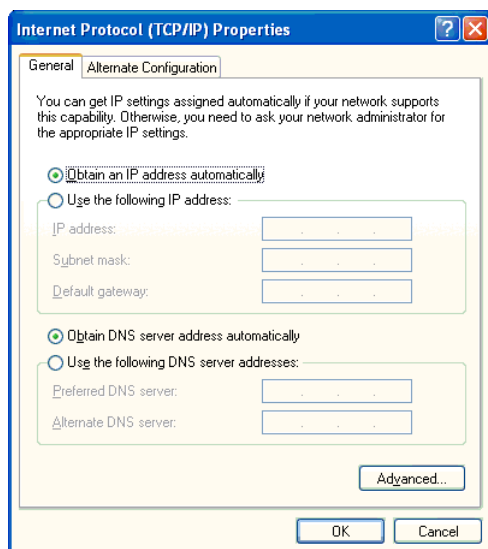 Internet Protocol (TCP/IP) Properties
General
Alternate Configuration
You can get IP settings assigned automatically if your network supports
this capability. Otherwise, you need to ask your network administrator for
the appropriate IP settings.
Obtain an IP address automatically
Use the following IP address:
IP address:
Subnet mask:
Default gateway:
Obtain DNS server address automatically
Use the following DNS server addresses:
Preferred DNS server:
Alternate DNS server:
Advanced...
OK
Cancel